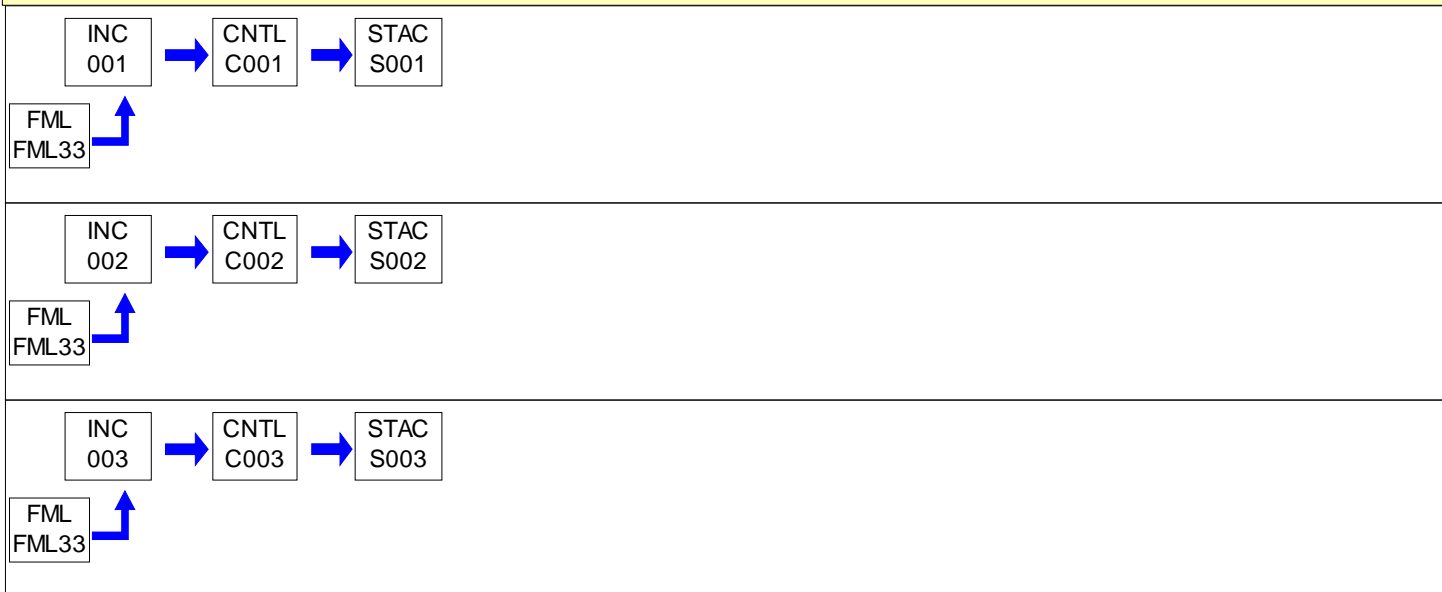 INC
001
CNTL
C001
STAC
S001
FML
FML33
INC
002
CNTL
C002
STAC
S002
FML
FML33
INC
003
CNTL
C003
STAC
S003
FML
FML33